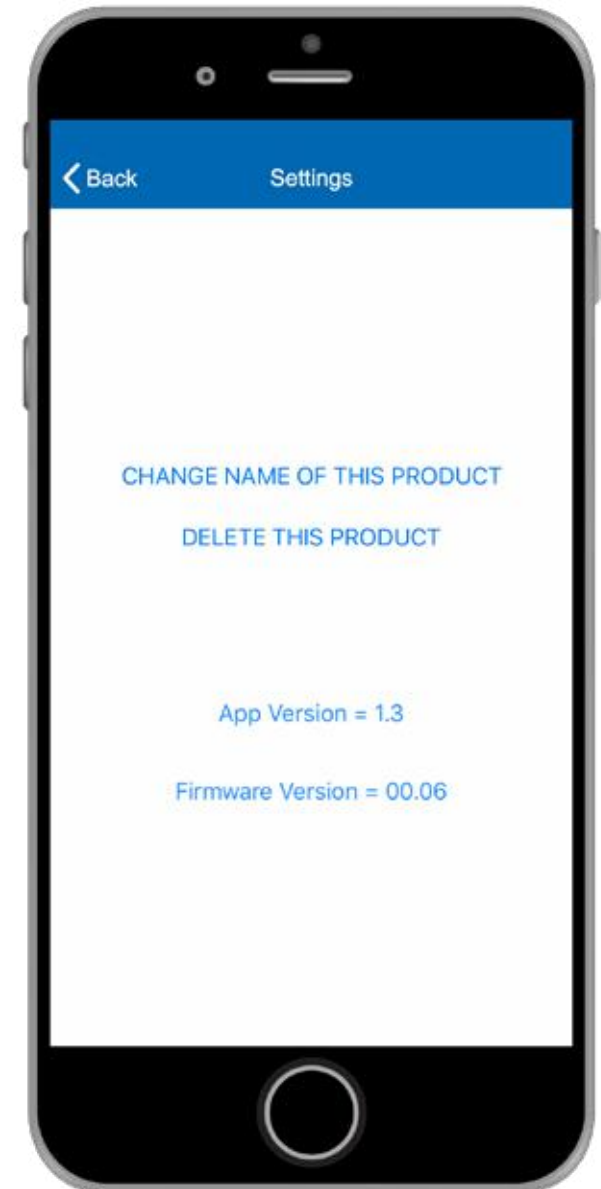 Back Settings
CHANGE NAME OF THIS PRODUCT
DELETE THIS PRODUCT
App Version = 1.3
Firmware Version = 00.06